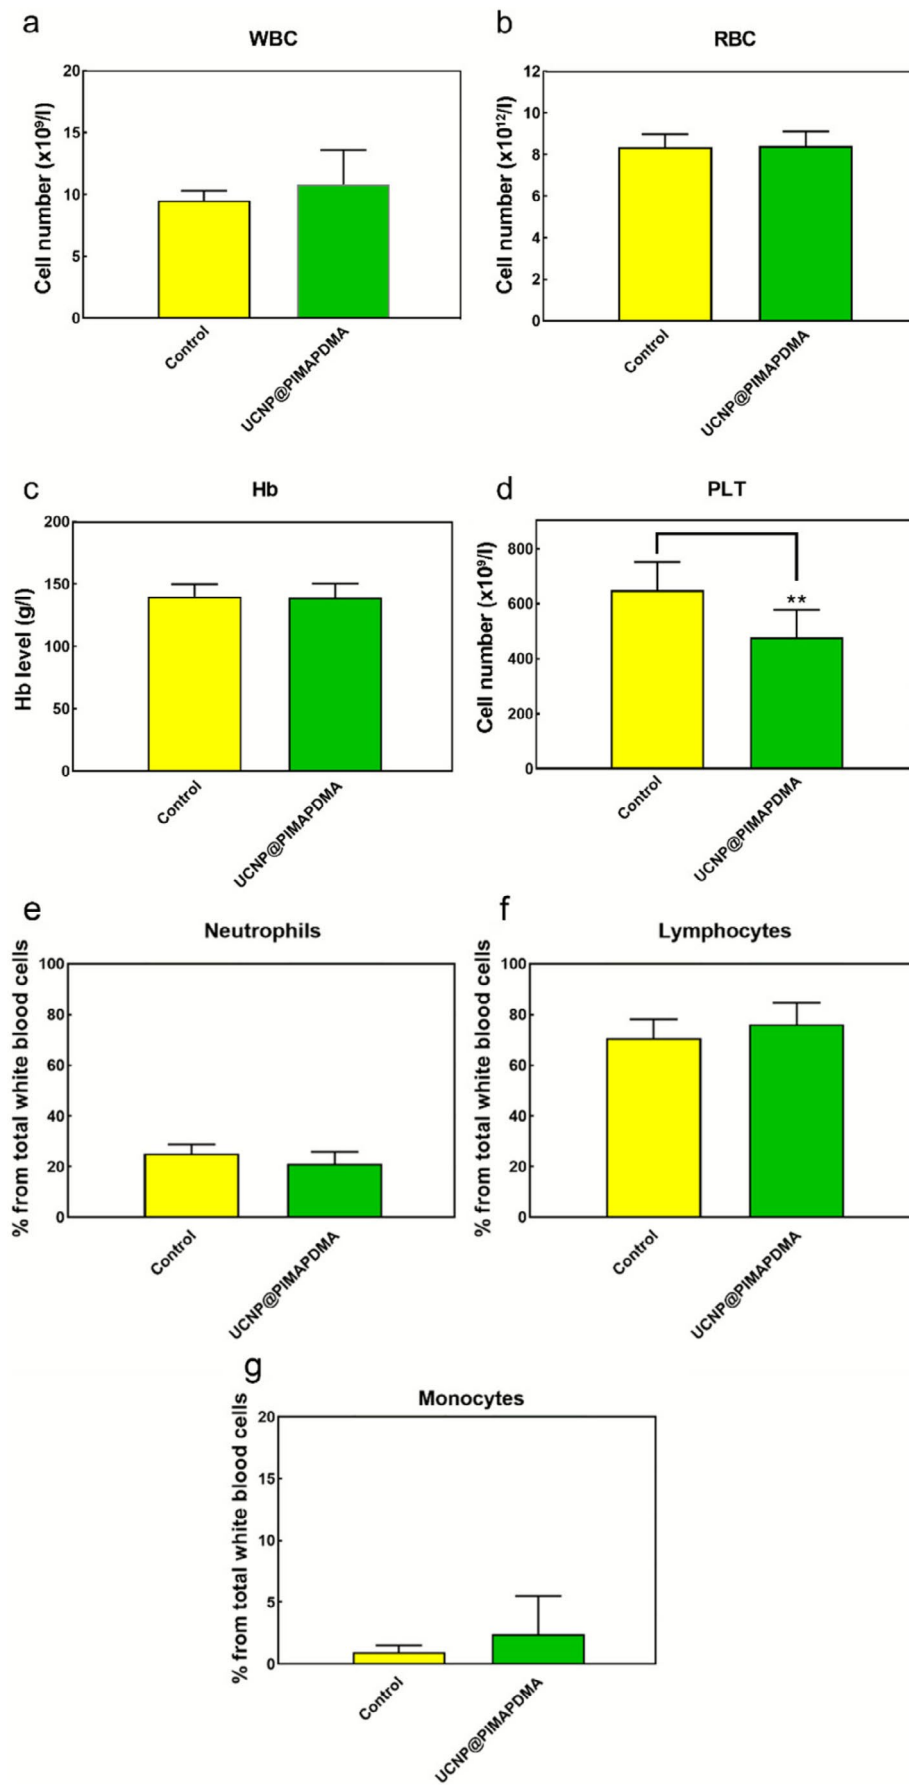 a
WBC
Cell number (x10⁹/l)
20
15
10
5
0
Control
UCNP@PIMAPDMA
b
RBC
Cell number (x10¹²/l)
12
10
8
6
4
2
0
Control
UCNP@PIMAPDMA
c
Hb
Hb level (g/l)
200
150
100
50
0
Control
UCNP@PIMAPDMA
d
PLT
Cell number (x10⁹/l)
800
600
400
200
0
**
Control
UCNP@PIMAPDMA
e
Neutrophils
% from total white blood cells
100
80
60
40
20
0
Control
UCNP@PIMAPDMA
f
Lymphocytes
% from total white blood cells
100
80
60
40
20
0
Control
UCNP@PIMAPDMA
g
Monocytes
% from total white blood cells
20
15
10
5
0
Control
UCNP@PIMAPDMA